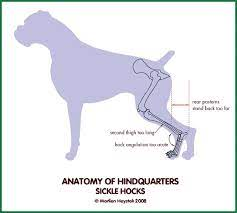 rear pasterns
stand back too far
second thigh too long
hock angulation too acute
ANATOMY OF HINDQUARTERS
SICKLE HOCKS
© Marlien Heystek 2008